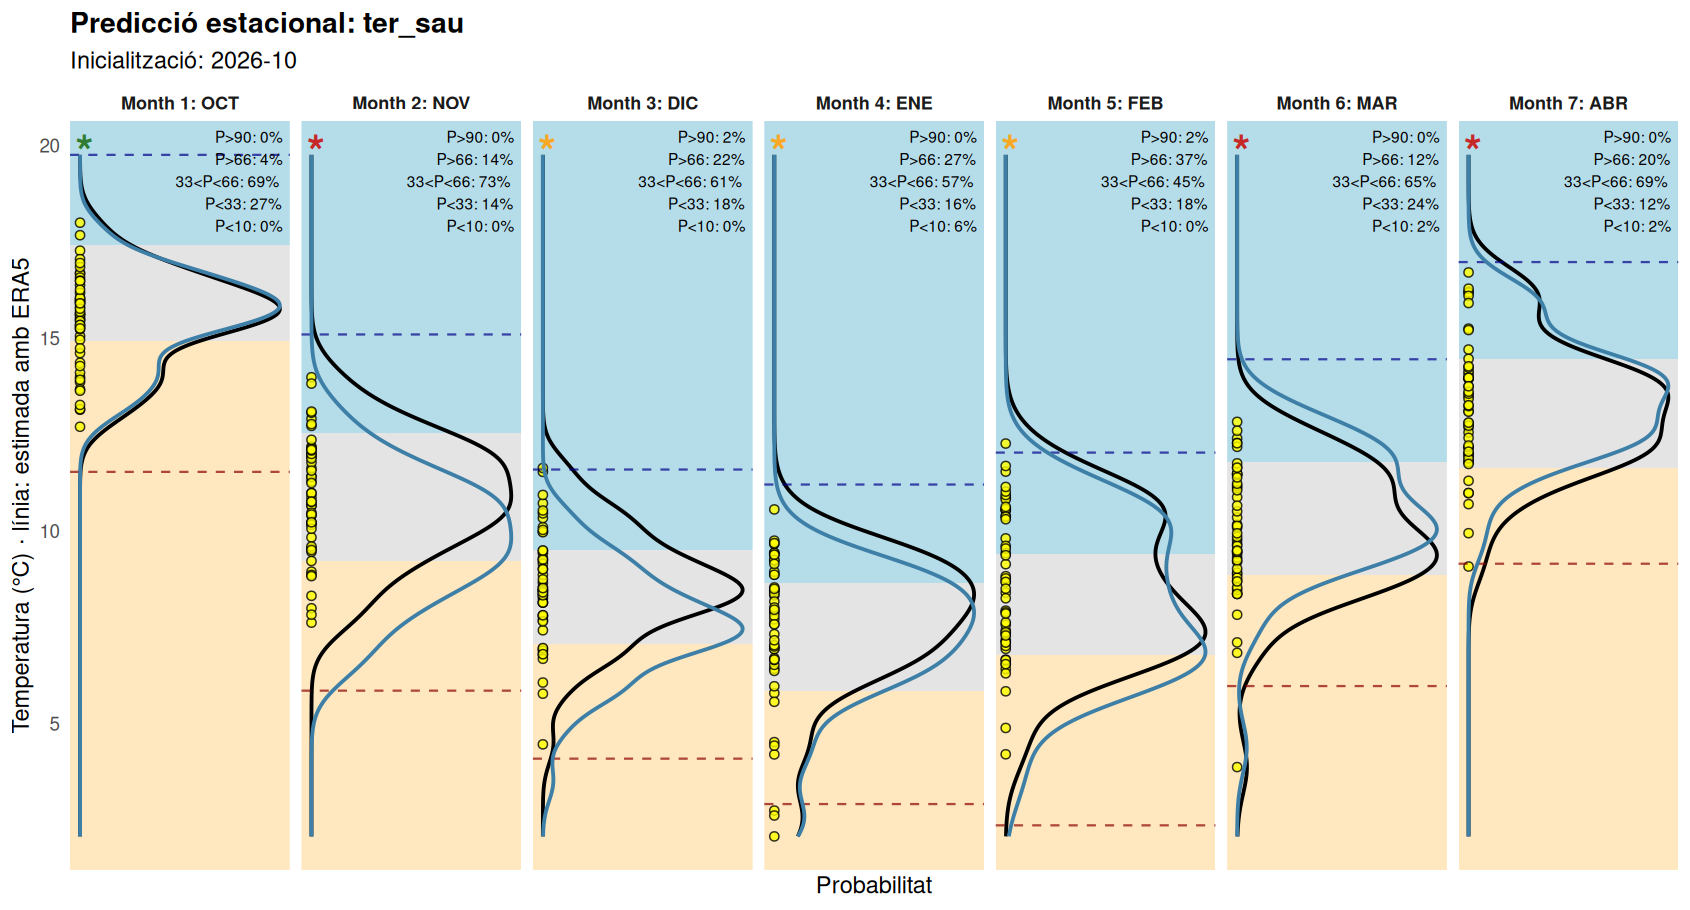 Predicció estacional: ter_sau
Inicialització: 2026-10
Month 1: OCT
Month 2: NOV
Month 3: DIC
Month 4: ENE
Month 5: FEB
Month 6: MAR
Month 7: ABR
P>90: 0%
P>66: 4%
33<P<66: 69%
P<33: 27%
P<10: 0%
P>90: 0%
P>66: 14%
33<P<66: 73%
P<33: 14%
P<10: 0%
P>90: 2%
P>66: 22%
33<P<66: 61%
P<33: 18%
P<10: 0%
P>90: 0%
P>66: 27%
33<P<66: 57%
P<33: 16%
P<10: 6%
P>90: 2%
P>66: 37%
33<P<66: 45%
P<33: 18%
P<10: 0%
P>90: 0%
P>66: 12%
33<P<66: 65%
P<33: 24%
P<10: 2%
P>90: 0%
P>66: 20%
33<P<66: 69%
P<33: 12%
P<10: 2%
20
15
10
5
Temperatura (°C) · línia: estimada amb ERA5
Probabilitat